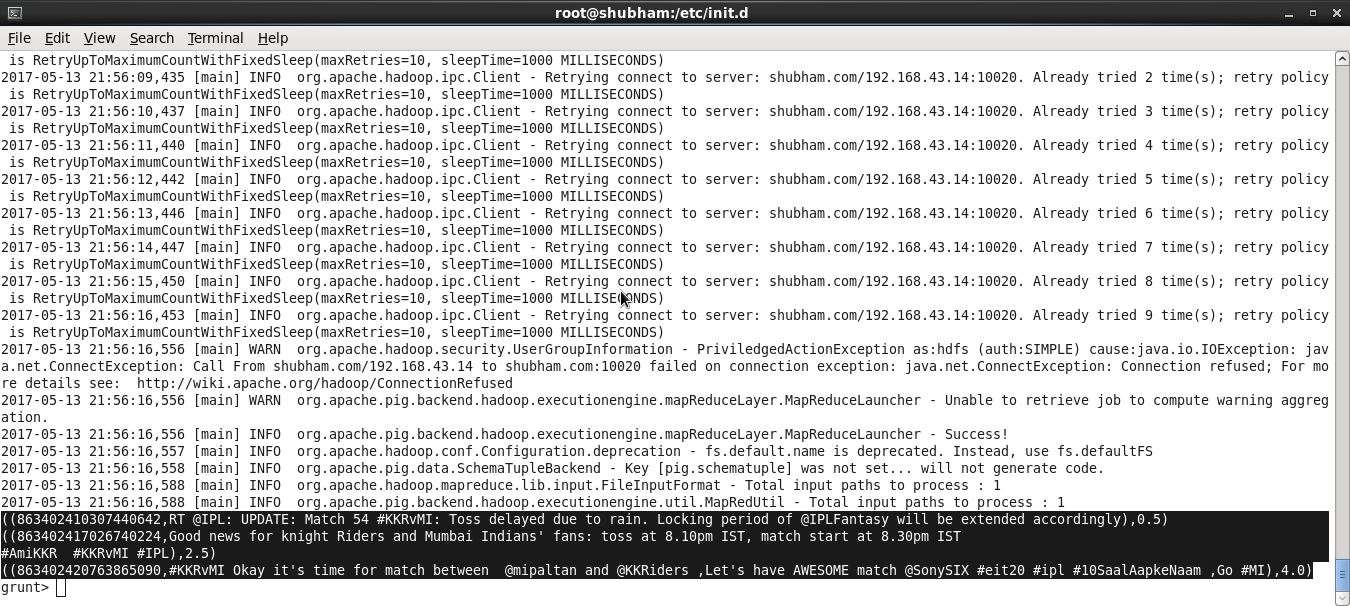 root@shubham:/etc/init.d
File Edit View Search Terminal Help
is RetryUpToMaximumCountWithFixedSleep(maxRetries=10, sleepTime=1000 MILLISECONDS)
2017-05-13 21:56:09,435 [main] INFO  org.apache.hadoop.ipc.Client - Retrying connect to server: shubham.com/192.168.43.14:10020. Already tried 2 time(s); retry policy
is RetryUpToMaximumCountWithFixedSleep(maxRetries=10, sleepTime=1000 MILLISECONDS)
2017-05-13 21:56:10,437 [main] INFO  org.apache.hadoop.ipc.Client - Retrying connect to server: shubham.com/192.168.43.14:10020. Already tried 3 time(s); retry policy
is RetryUpToMaximumCountWithFixedSleep(maxRetries=10, sleepTime=1000 MILLISECONDS)
2017-05-13 21:56:11,440 [main] INFO  org.apache.hadoop.ipc.Client - Retrying connect to server: shubham.com/192.168.43.14:10020. Already tried 4 time(s); retry policy
is RetryUpToMaximumCountWithFixedSleep(maxRetries=10, sleepTime=1000 MILLISECONDS)
2017-05-13 21:56:12,442 [main] INFO  org.apache.hadoop.ipc.Client - Retrying connect to server: shubham.com/192.168.43.14:10020. Already tried 5 time(s); retry policy
is RetryUpToMaximumCountWithFixedSleep(maxRetries=10, sleepTime=1000 MILLISECONDS)
2017-05-13 21:56:13,446 [main] INFO  org.apache.hadoop.ipc.Client - Retrying connect to server: shubham.com/192.168.43.14:10020. Already tried 6 time(s); retry policy
is RetryUpToMaximumCountWithFixedSleep(maxRetries=10, sleepTime=1000 MILLISECONDS)
2017-05-13 21:56:14,447 [main] INFO  org.apache.hadoop.ipc.Client - Retrying connect to server: shubham.com/192.168.43.14:10020. Already tried 7 time(s); retry policy
is RetryUpToMaximumCountWithFixedSleep(maxRetries=10, sleepTime=1000 MILLISECONDS)
2017-05-13 21:56:15,450 [main] INFO  org.apache.hadoop.ipc.Client - Retrying connect to server: shubham.com/192.168.43.14:10020. Already tried 8 time(s); retry policy
is RetryUpToMaximumCountWithFixedSleep(maxRetries=10, sleepTime=1000 MILLISECONDS)
2017-05-13 21:56:16,453 [main] INFO  org.apache.hadoop.ipc.Client - Retrying connect to server: shubham.com/192.168.43.14:10020. Already tried 9 time(s); retry policy
is RetryUpToMaximumCountWithFixedSleep(maxRetries=10, sleepTime=1000 MILLISECONDS)
2017-05-13 21:56:16,556 [main] WARN  org.apache.hadoop.security.UserGroupInformation - PriviledgedActionException as:hdfs (auth:SIMPLE) cause:java.io.IOException: jav
a.net.ConnectException: Call From shubham.com/192.168.43.14 to shubham.com:10020 failed on connection exception: java.net.ConnectException: Connection refused; For mo
re details see:  http://wiki.apache.org/hadoop/ConnectionRefused
2017-05-13 21:56:16,556 [main] WARN  org.apache.pig.backend.hadoop.executionengine.mapReduceLayer.MapReduceLauncher - Unable to retrieve job to compute warning aggreg
ation.
2017-05-13 21:56:16,556 [main] INFO  org.apache.pig.backend.hadoop.executionengine.mapReduceLayer.MapReduceLauncher - Success!
2017-05-13 21:56:16,557 [main] INFO  org.apache.hadoop.conf.Configuration.deprecation - fs.default.name is deprecated. Instead, use fs.defaultFS
2017-05-13 21:56:16,558 [main] INFO  org.apache.pig.data.SchemaTupleBackend - Key [pig.schematuple] was not set... will not generate code.
2017-05-13 21:56:16,588 [main] INFO  org.apache.hadoop.mapreduce.lib.input.FileInputFormat - Total input paths to process : 1
2017-05-13 21:56:16,588 [main] INFO  org.apache.pig.backend.hadoop.executionengine.util.MapRedUtil - Total input paths to process : 1
((863402410307440642,RT @IPL: UPDATE: Match 54 #KKRvMI: Toss delayed due to rain. Locking period of @IPLFantasy will be extended accordingly),0.5)
((863402417026740224,Good news for knight Riders and Mumbai Indians' fans: toss at 8.10pm IST, match start at 8.30pm IST
#AmiKKR  #KKRvMI #IPL),2.5)
((863402420763865090,#KKRvMI Okay it's time for match between  @mipaltan and @KKRiders ,Let's have AWESOME match @SonySIX #eit20 #ipl #10SaalAapkeNaam ,Go #MI),4.0)
grunt>